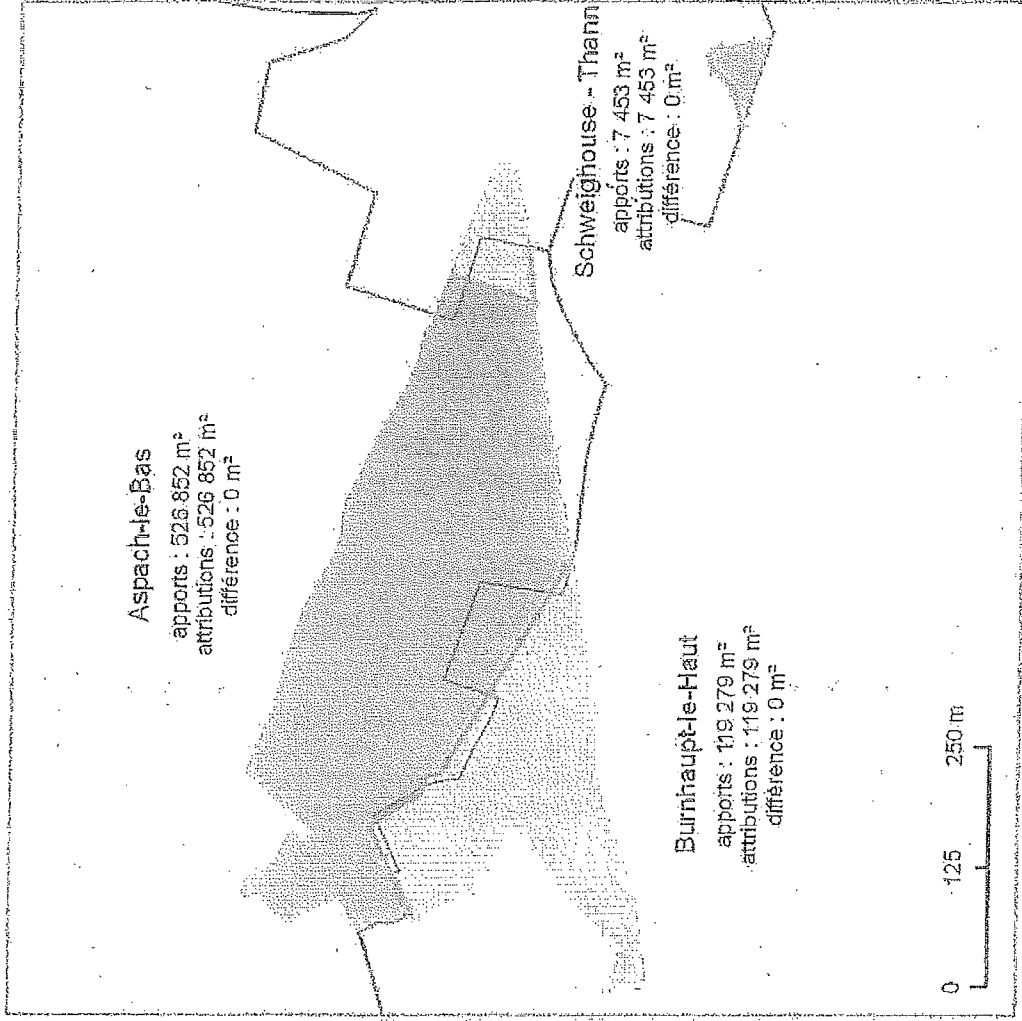 Aspach-le-Bas
apports : 526 852 m²
attributions : 526 852 m²
différence : 0 m²
Schweighouse - Thann
apports : 7 453 m²
attributions : 7 453 m²
différence : 0 m²
Burnhaupt-le-Haut
apports : 119 279 m²
attributions : 119 279 m²
différence : 0 m²
0 125 250 m